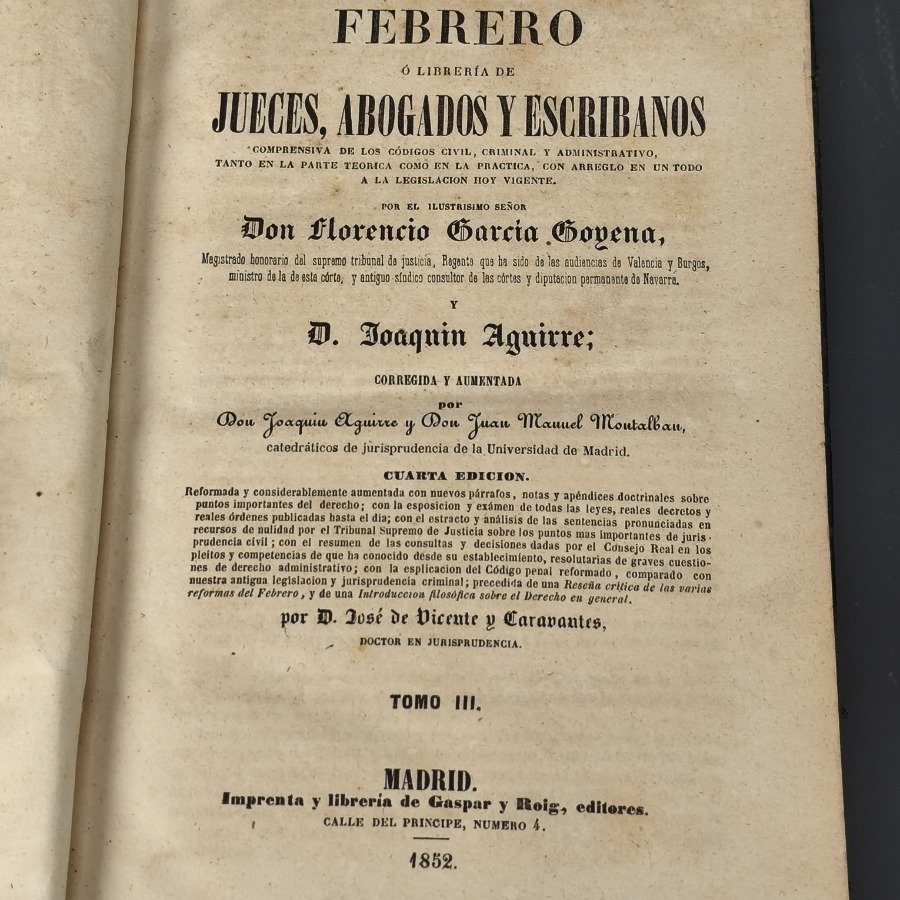 FEBRERO
Ó LIBRERÍA DE
JUECES, ABOGADOS Y ESCRIBANOS
COMPRENSIVA DE LOS CÓDIGOS CIVIL, CRIMINAL Y ADMINISTRATIVO,
TANTO EN LA PARTE TEORICA COMO EN LA PRACTICA, CON ARREGLO EN UN TODO
A LA LEGISLACION HOY VIGENTE.
POR EL ILUSTRISIMO SEÑOR
Don Florencio García Goyena,
Magistrado honorario del supremo tribunal de justicia, Regente que ha sido de las audiencias de Valencia y Burgos,
ministro de la de esta córte, y antiguo síndico consultor de las córtes y diputacion permanente de Navarra.
Y
D. Joaquin Aguirre;
CORREGIDA Y AUMENTADA
por
Don Joaquin Aguirre y Don Juan Manuel Montalban,
catedráticos de jurisprudencia de la Universidad de Madrid.
CUARTA EDICION.
Reformada y considerablemente aumentada con nuevos párrafos, notas y apéndices doctrinales sobre
puntos importantes del derecho; con la esposicion y exámen de todas las leyes, reales decretos y
reales órdenes publicadas hasta el dia; con el estracto y análisis de las sentencias pronunciadas en
recursos de nulidad por el Tribunal Supremo de Justicia sobre los puntos mas importantes de juris-
prudencia civil; con el resumen de las consultas y decisiones dadas por el Consejo Real en los
pleitos y competencias de que ha conocido desde su establecimiento, resolutarias de graves cuestio-
nes de derecho administrativo; con la esplicacion del Código penal reformado, comparado con
nuestra antigua legislacion y jurisprudencia criminal; precedida de una Reseña crítica de las varias
reformas del Febrero, y de una Introduccion filosófica sobre el Derecho en general.
por D. José de Vicente y Caravantes,
DOCTOR EN JURISPRUDENCIA.
TOMO III.
MADRID.
Imprenta y librería de Gaspar y Roig, editores.
CALLE DEL PRINCIPE, NUMERO 4.
1852.